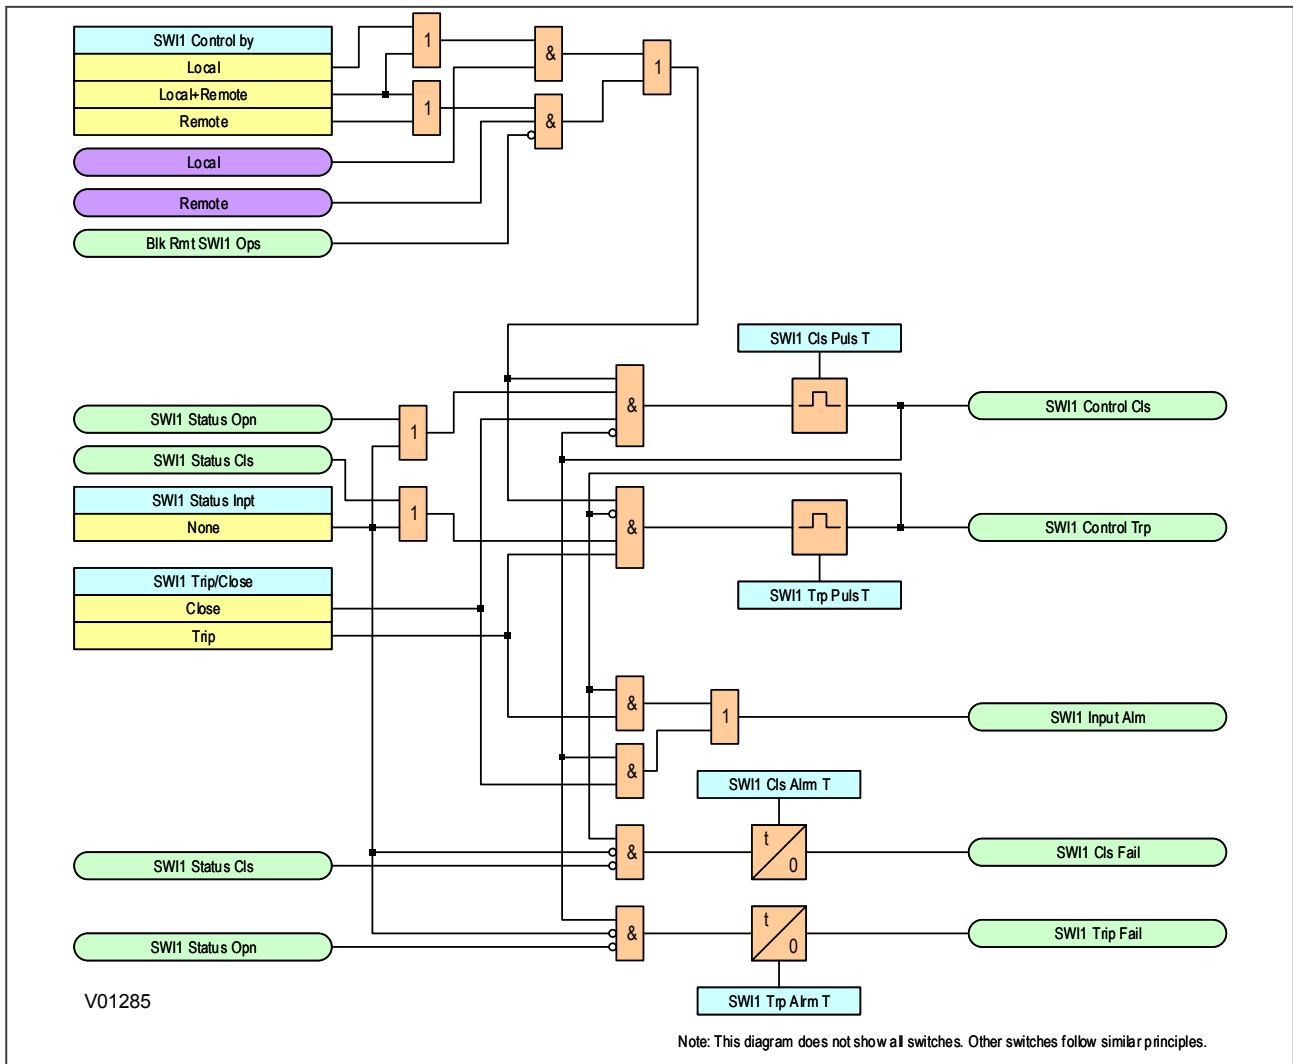 SWI1 Control by
Local
Local+Remote
Remote
1
1
&
&
1
Local
Remote
Blk Rmt SWI1 Ops
SWI1 Cls Puls T
SWI1 Status Opn
1
&
SWI1 Control Cls
SWI1 Status Cls
SWI1 Status Inpt
None
1
&
SWI1 Control Trp
SWI1 Trp Puls T
SWI1 Trip/Close
Close
Trip
&
1
SWI1 Input Alm
&
SWI1 Cls Alrm T
SWI1 Status Cls
&
t
0
SWI1 Cls Fail
SWI1 Status Opn
&
t
0
SWI1 Trip Fail
V01285
SWI1 Trp Alrm T
Note: This diagram does not show all switches. Other switches follow similar principles.